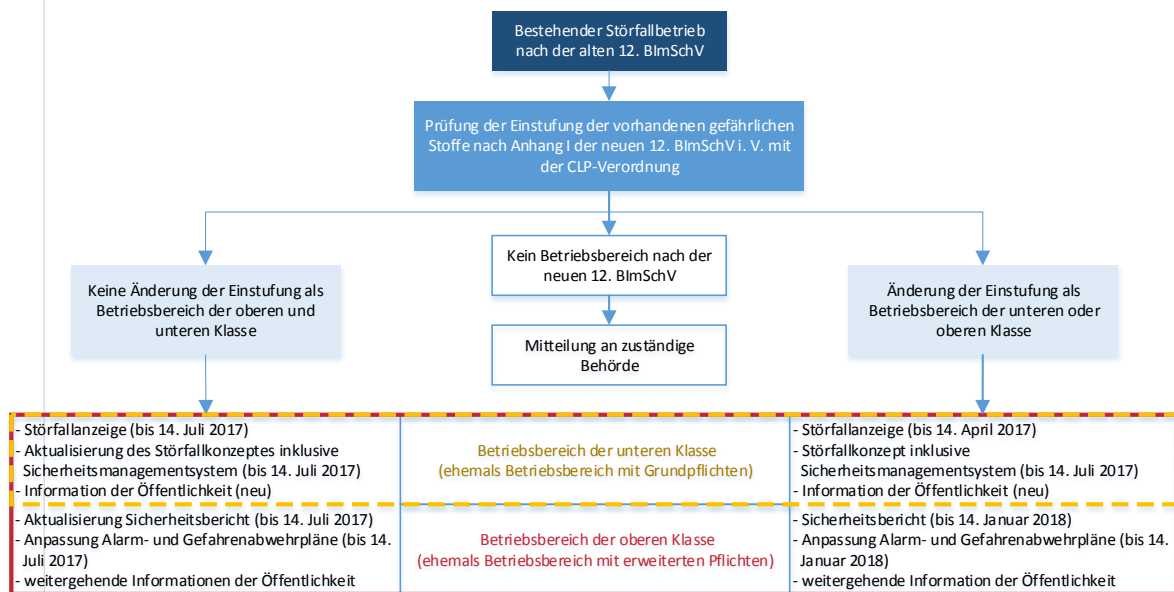 Bestehender Störfallbetrieb
nach der alten 12. BImSchV
Prüfung der Einstufung der vorhandenen gefährlichen
Stoffe nach Anhang I der neuen 12. BImSchV i. V. mit
der CLP-Verordnung
Keine Änderung der Einstufung als
Betriebsbereich der oberen und
unteren Klasse
Kein Betriebsbereich nach der
neuen 12. BImSchV
Mitteilung an zuständige
Behörde
Änderung der Einstufung als
Betriebsbereich der unteren oder
oberen Klasse
- Störfallanzeige (bis 14. Juli 2017)
- Aktualisierung des Störfallkonzeptes inklusive
Sicherheitsmanagementsystem (bis 14. Juli 2017)
- Information der Öffentlichkeit (neu)
Betriebsbereich der unteren Klasse
(ehemals Betriebsbereich mit Grundpflichten)
- Störfallanzeige (bis 14. April 2017)
- Störfallkonzept inklusive
Sicherheitsmanagementsystem (bis 14. Juli 2017)
- Information der Öffentlichkeit (neu)
- Aktualisierung Sicherheitsbericht (bis 14. Juli 2017)
- Anpassung Alarm- und Gefahrenabwehrpläne (bis 14.
Juli 2017)
- weitergehende Informationen der Öffentlichkeit
Betriebsbereich der oberen Klasse
(ehemals Betriebsbereich mit erweiterten Pflichten)
- Sicherheitsbericht (bis 14. Januar 2018)
- Anpassung Alarm- und Gefahrenabwehrpläne (bis 14.
Januar 2018)
- weitergehende Information der Öffentlichkeit